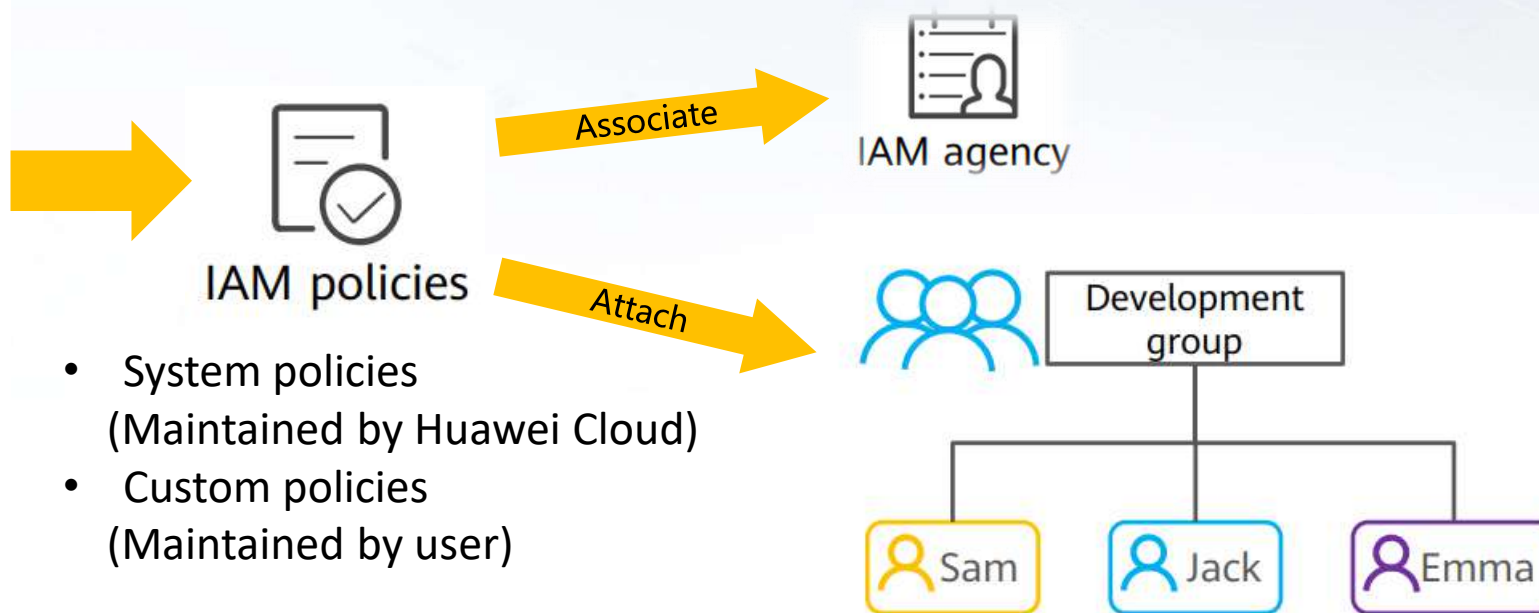 Associate
IAM agency
IAM policies
Attach
Development
group
• System policies
(Maintained by Huawei Cloud)
• Custom policies
(Maintained by user)
Sam
Jack
Emma